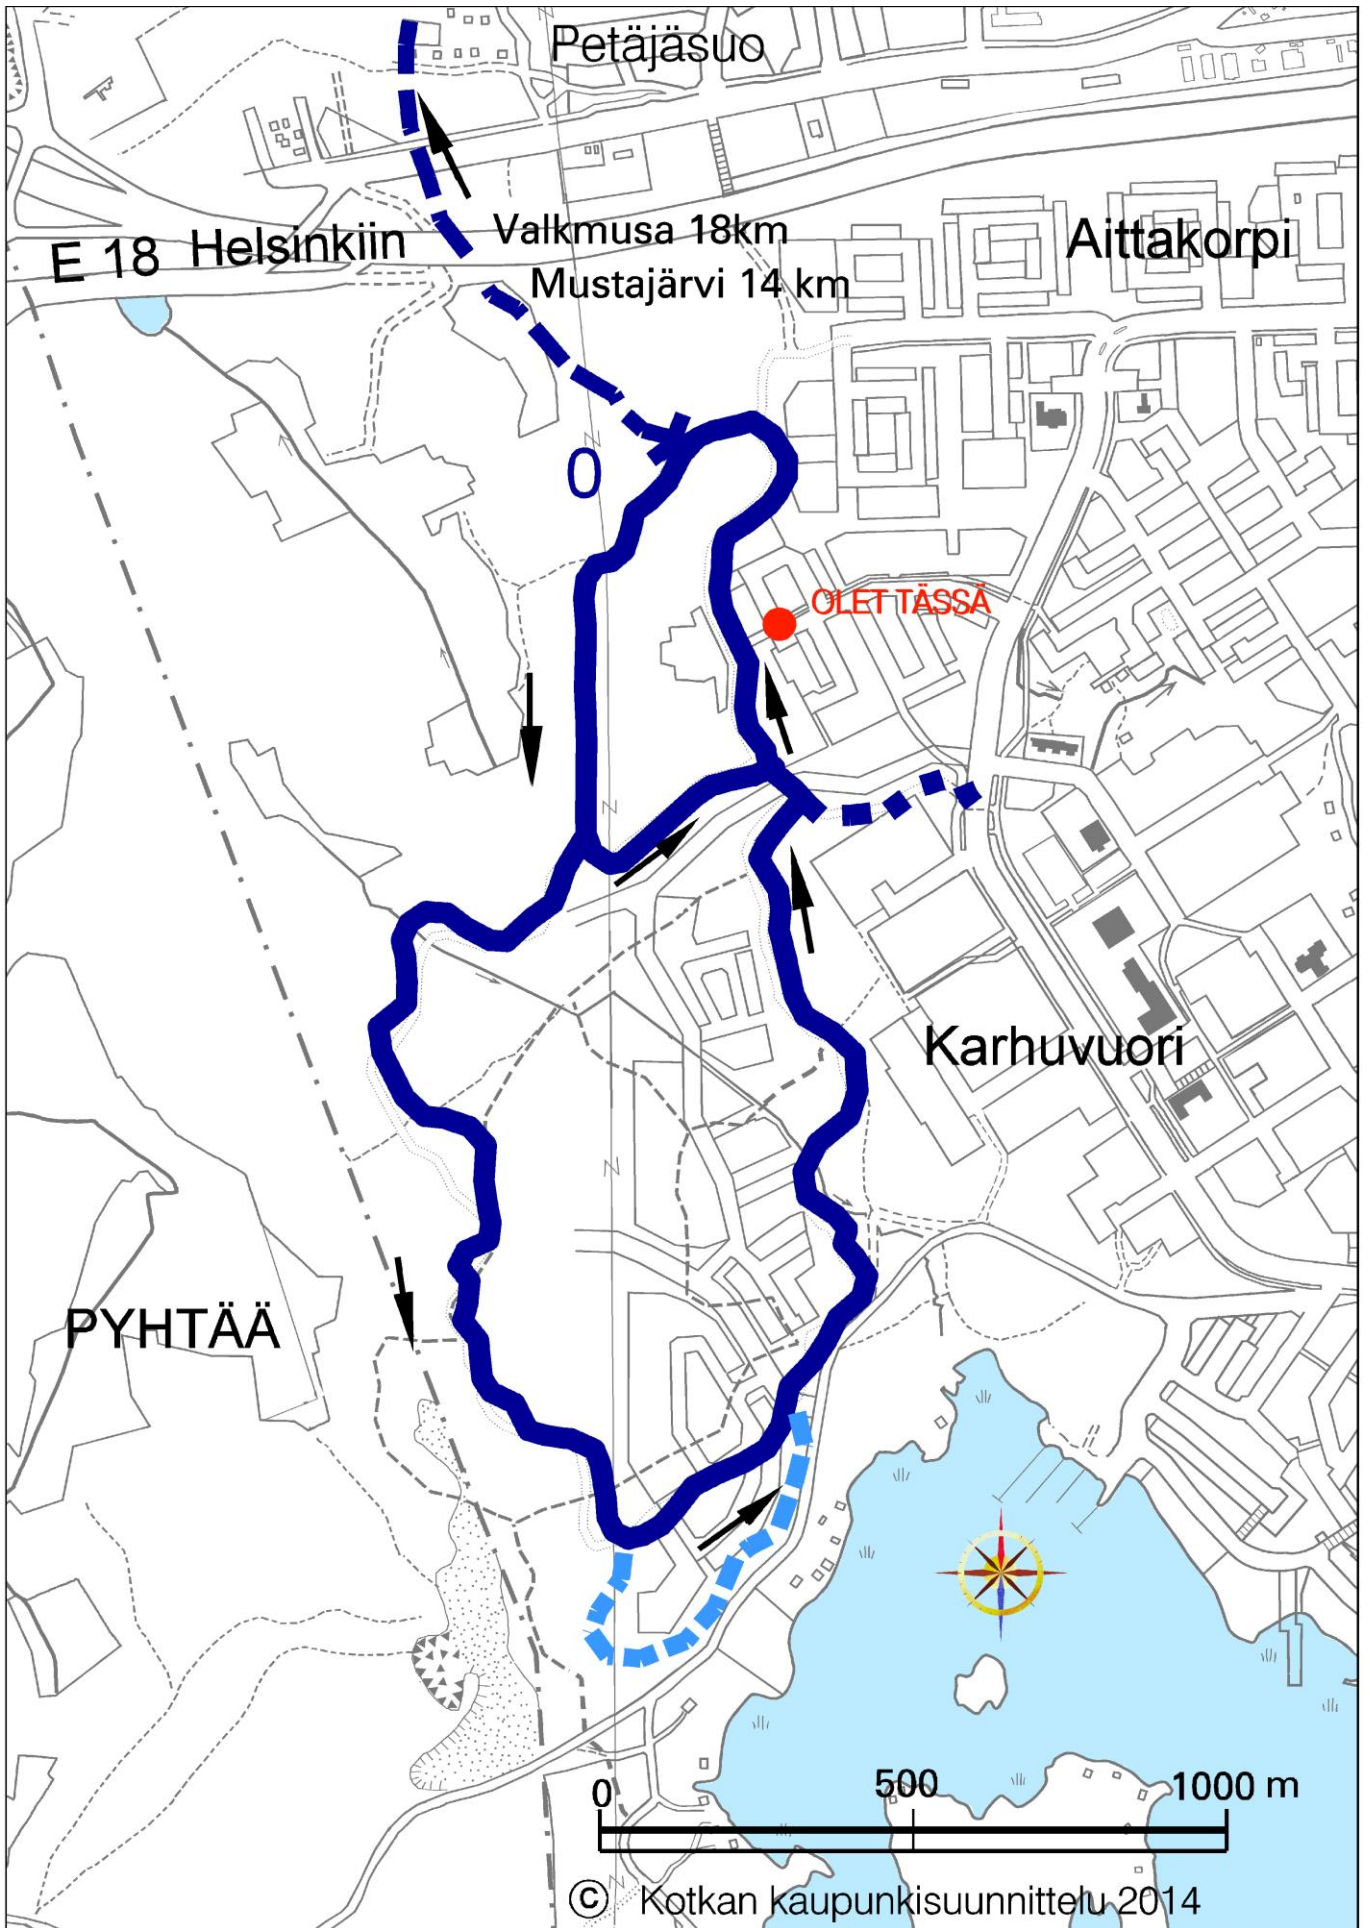 Petäjäsuo
Valkmusa 18km
E 18 Helsinkiin
Aittakorpi
Mustajärvi 14 km
0
OLET TÄSSÄ
Karhuvuori
PYHTÄÄ
0 500 1000 m
© Kotkan kaupunkisuunnittelu 2014